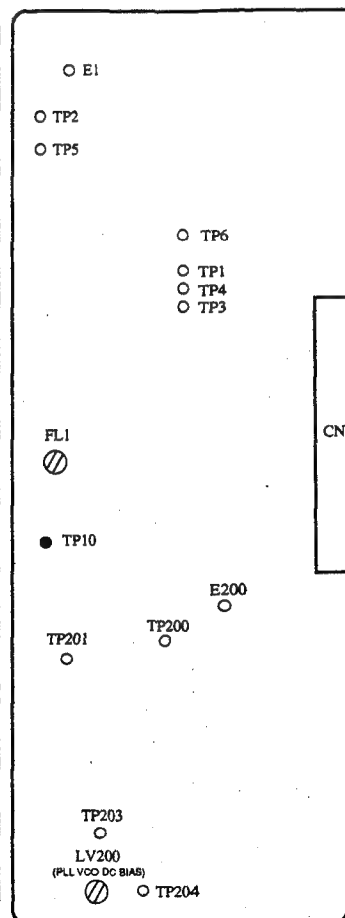 E1
TP2
TP5
TP6
TP1
TP4
TP3
CN
FL1
TP10
E200
TP200
TP201
TP203
LV200
(PLL VCO DC BIAS)
TP204